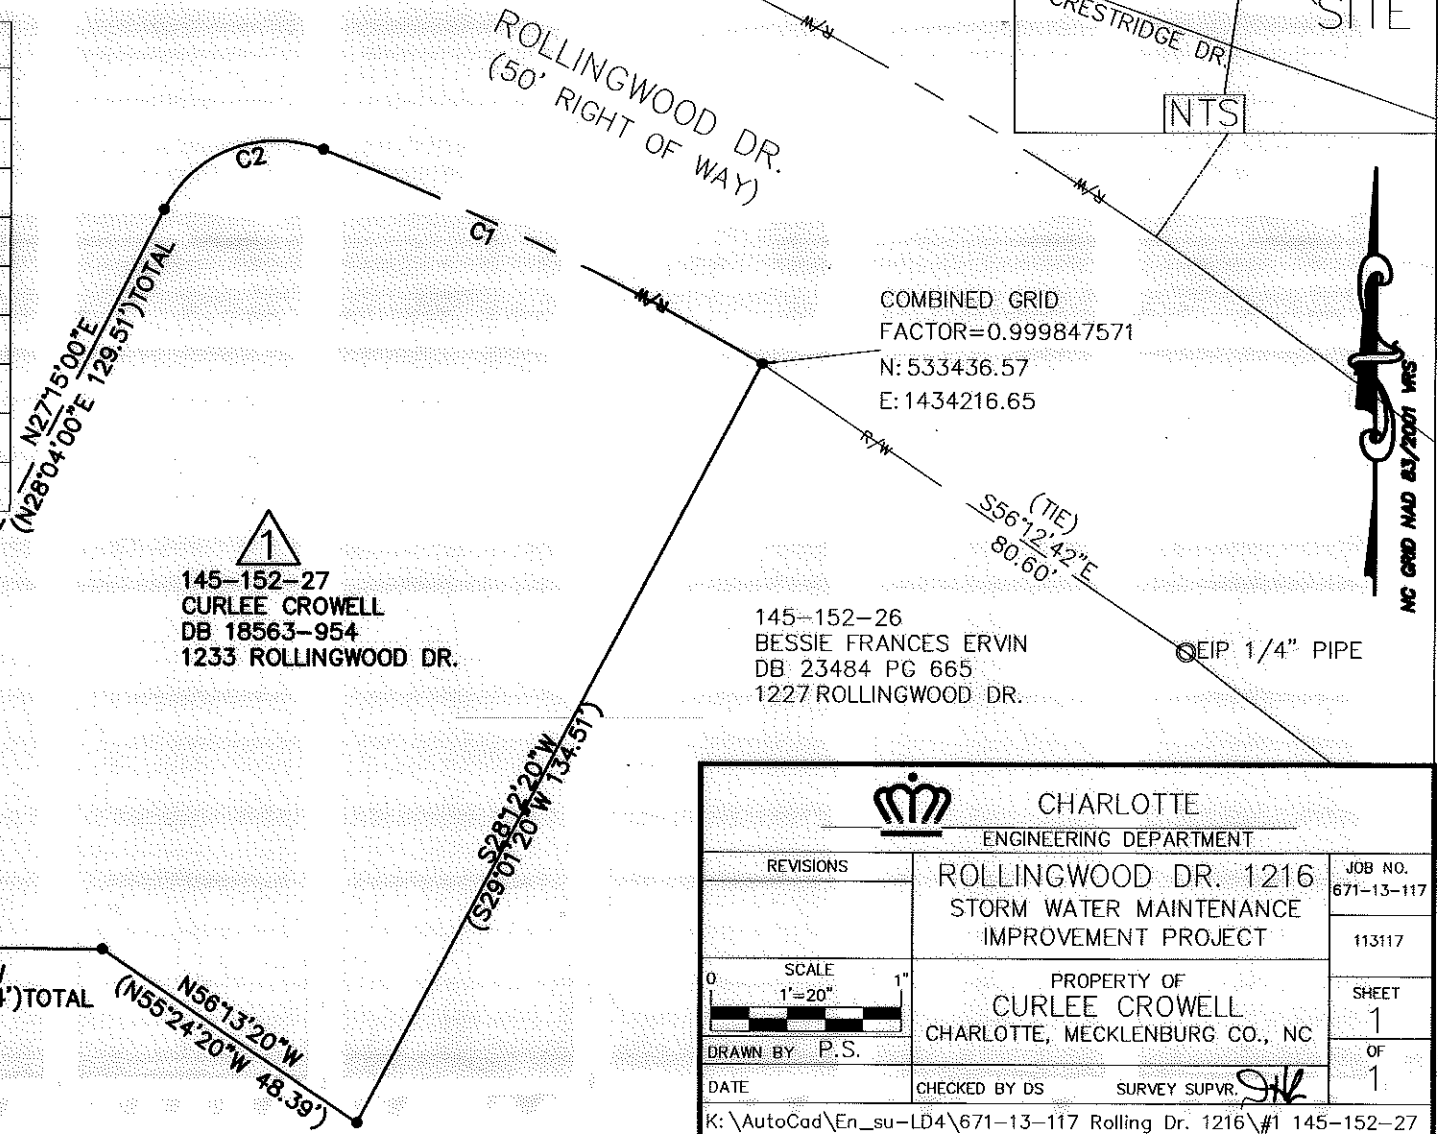 ROLLINGWOOD DR.
(50' RIGHT OF WAY)
R/W
CRESTRIDGE DR.
SITE
NTS
R/W
C2
C1
R/W
COMBINED GRID
FACTOR=0.999847571
N: 533436.57
E: 1434216.65
NC GRID NAD 83/2001 VRS
N27°15'00"E
(N28°04'00"E 129.51')TOTAL
R/W
(TIE)
S56°12'42"E
80.60'
1
145-152-27
CURLEE CROWELL
DB 18563-954
1233 ROLLINGWOOD DR.
145-152-26
BESSIE FRANCES ERVIN
DB 23484 PG 665
1227 ROLLINGWOOD DR.
EIP 1/4" PIPE
S28°12'20"W
(S29°01'20"W 134.51')
')TOTAL
N56°13'20"W
(N55°24'20"W 48.39')
CHARLOTTE
ENGINEERING DEPARTMENT
REVISIONS
ROLLINGWOOD DR. 1216
STORM WATER MAINTENANCE
IMPROVEMENT PROJECT
JOB NO.
671-13-117
113117
0 SCALE 1"
1'=20"
PROPERTY OF
CURLEE CROWELL
CHARLOTTE, MECKLENBURG CO., NC
SHEET
1
OF
1
DRAWN BY P.S.
DATE
CHECKED BY DS SURVEY SUPVR.
K:\AutoCad\En_su-LD4\671-13-117 Rolling Dr. 1216\#1 145-152-27